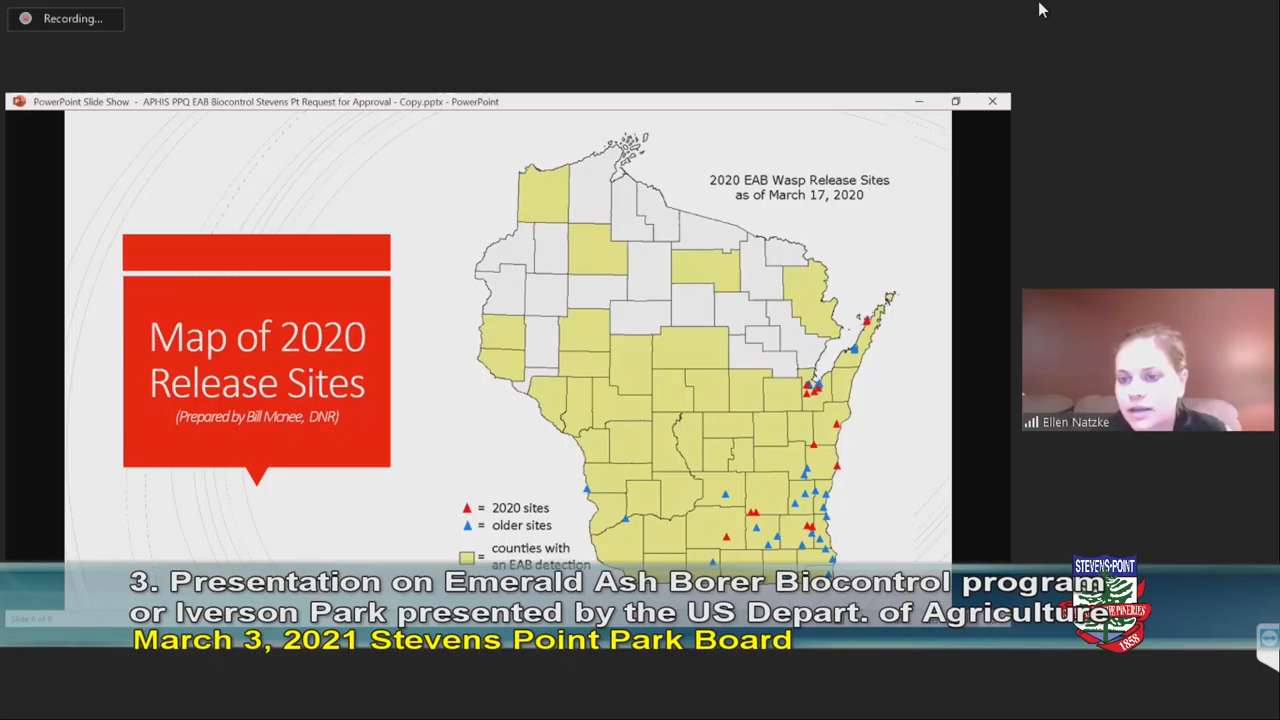 Recording...
PowerPoint Slide Show - APHIS PPQ EAB Biocontrol Stevens Pt Request for Approval - Copy.pptx - PowerPoint
2020 EAB Wasp Release Sites
as of March 17, 2020
Map of 2020
Release Sites
(Prepared by Bill Mcnee, DNR)
= 2020 sites
= older sites
= counties with
an EAB detection
Ellen Natzke
Slide 6 of 9
3. Presentation on Emerald Ash Borer Biocontrol program
or Iverson Park presented by the US Depart. of Agriculture
March 3, 2021 Stevens Point Park Board
STEVENS-POINT
THE PINERIES
1858